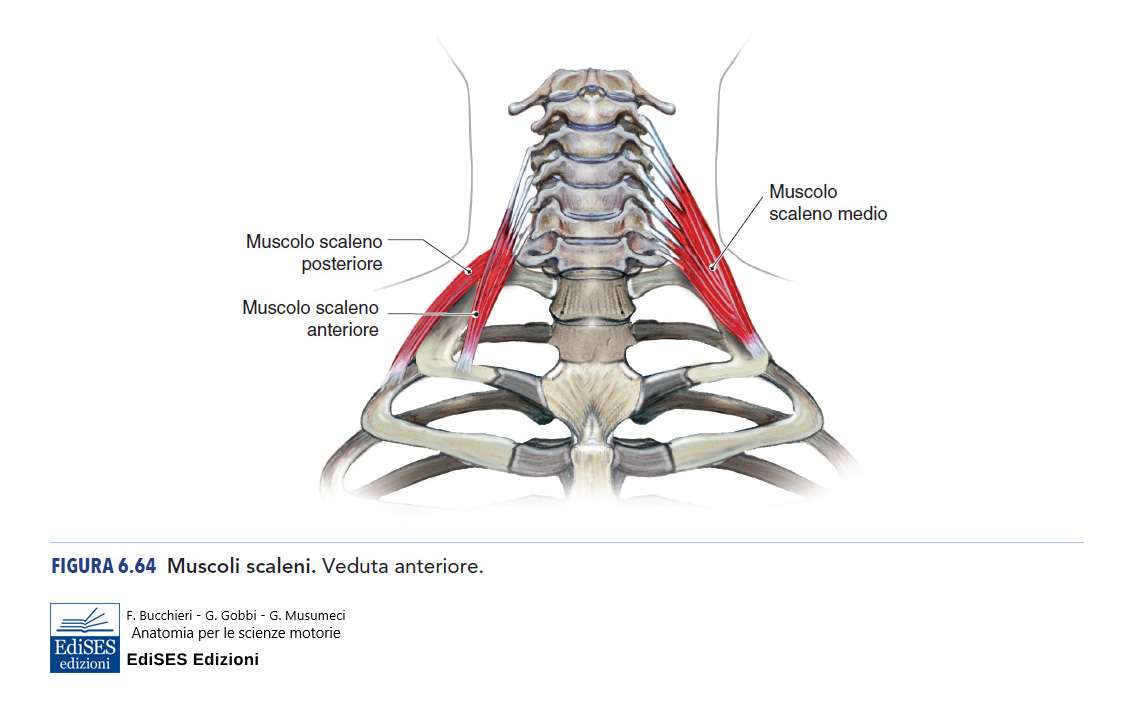 Muscolo
scaleno medio
Muscolo scaleno
posteriore
Muscolo scaleno
anteriore
FIGURA 6.64 Muscoli scaleni. Veduta anteriore.
EdiSES
edizioni
F. Bucchieri - G. Gobbi - G. Musumeci
Anatomia per le scienze motorie
EdiSES Edizioni